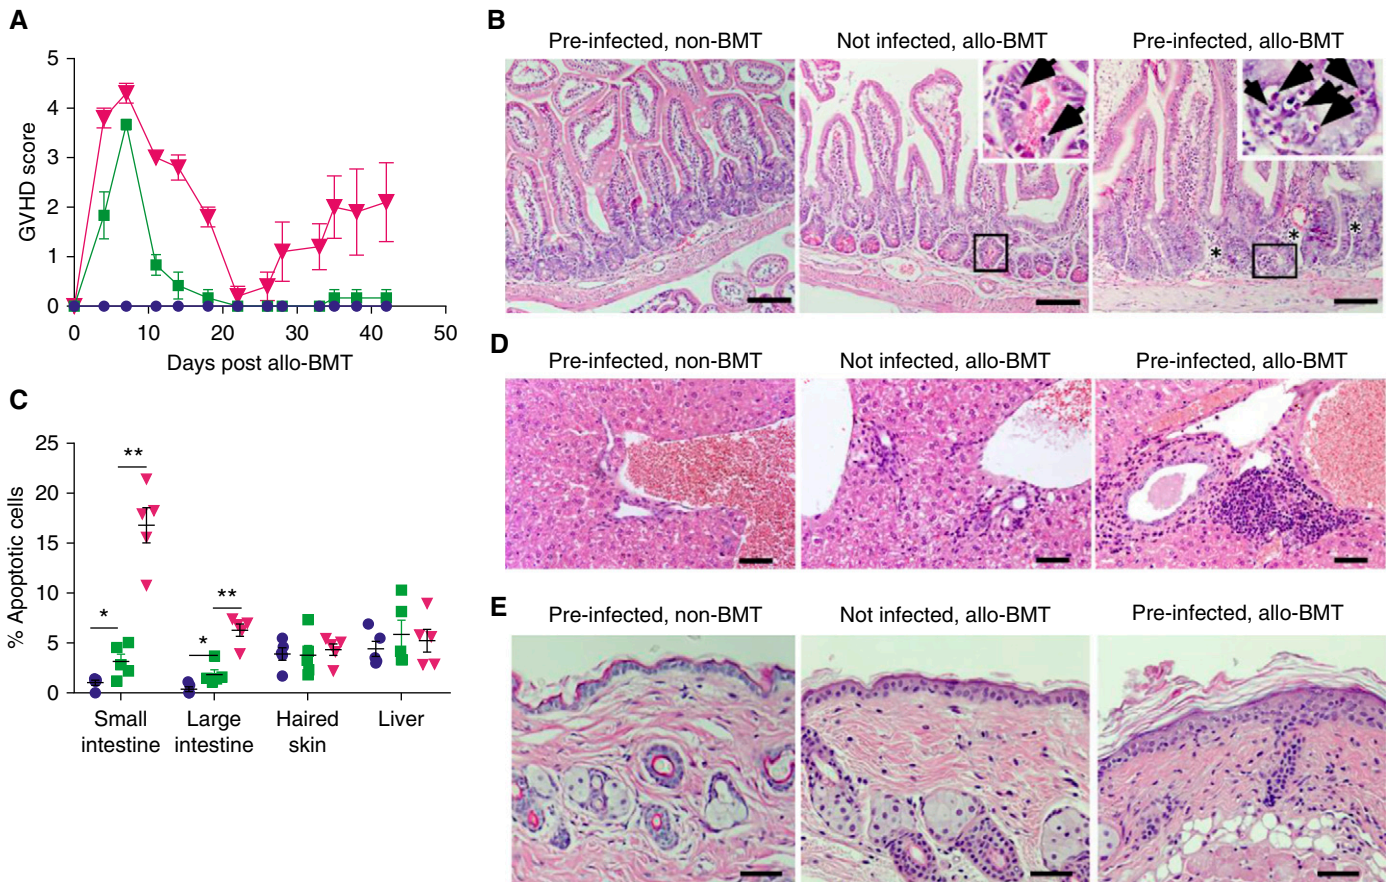 A
GVHD score
5
4
3
2
1
0
0
10
20
30
40
50
Days post allo-BMT
B
Pre-infected, non-BMT
Not infected, allo-BMT
Pre-infected, allo-BMT
*
*
*
C
% Apoptotic cells
25
20
15
10
5
0
*
**
*
**
Small
intestine
Large
intestine
Haired
skin
Liver
D
Pre-infected, non-BMT
Not infected, allo-BMT
Pre-infected, allo-BMT
E
Pre-infected, non-BMT
Not infected, allo-BMT
Pre-infected, allo-BMT